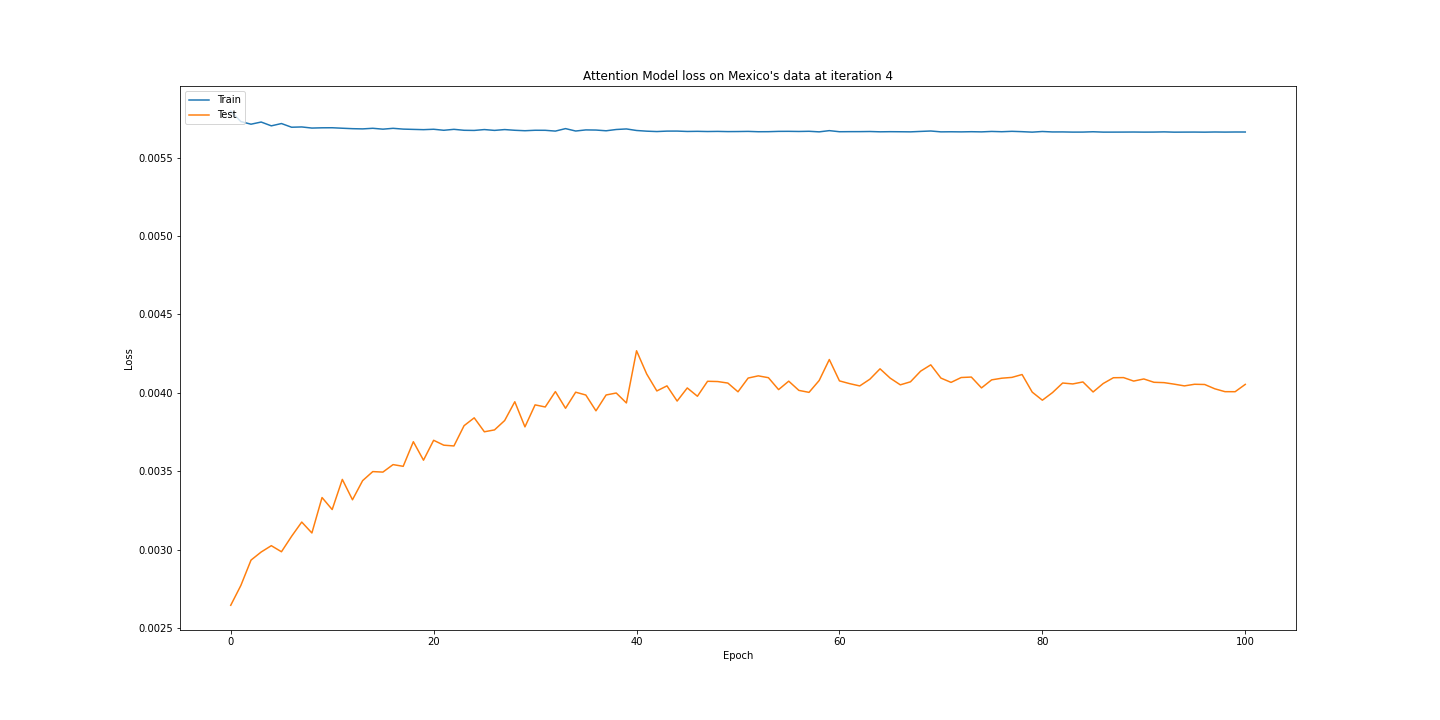 Attention Model loss on Mexico's data at iteration 4
Train
Test
0.0055
0.0050
0.0045
0.0040
0.0035
0.0030
0.0025
Loss
0 20 40 60 80 100
Epoch